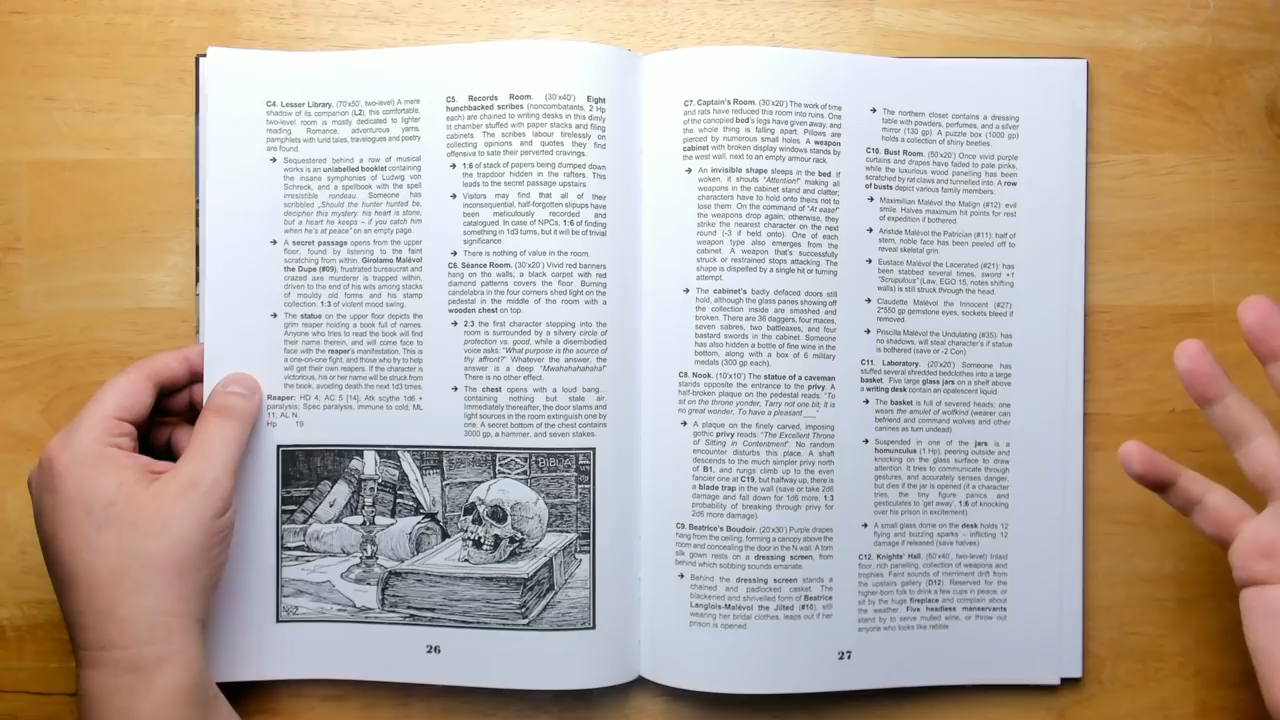 C4. Lesser Library. (70'x50', two-level) A mere
shadow of its companion (L2), this comfortable,
two-level room is mostly dedicated to lighter
reading. Romance, adventurous yarns,
pamphlets with lurid tales, travelogues and poetry
are found.
➔ Sequestered behind a row of musical
works is an unlabelled booklet containing
the insane symphonies of Ludwig von
Schreck, and a spellbook with the spell
irresistible rondeau. Someone has
scribbled „Should the hunter be hunted,
decipher this mystery: his heart is stone,
but a heart he keeps – if you catch him
when he's at peace" on an empty page.
➔ A secret passage opens from the upper
floor, found by listening to the faint
scratching from within. Girolamo Malévol
the Dupe (#09), frustrated bureaucrat and
crazed axe murderer is trapped within,
driven to the end of his wits among stacks
of mouldy old forms and his stamp
collection. 1:3 of violent mood swing.
➔ The statue on the upper floor depicts the
grim reaper holding a book full of names.
Anyone who tries to read the book will find
their name therein, and will come face to
face with the reaper's manifestation. This is
a one-on-one fight, and those who try to help
will get their own reapers. If the character is
victorious, his or her name will be struck from
the book, avoiding death the next 1d3 times.
Reaper: HD 4; AC 5 [14]; Atk scythe 1d6 +
paralysis; Spec paralysis, immune to cold; ML
11; AL N.
Hp 19
BIBLIA
26
C5. Records Room. (30'x40') Eight
hunchbacked scribes (noncombatants, 2 Hp
each) are chained to writing desks in this dimly
lit chamber stuffed with paper stacks and filing
cabinets. The scribes labour tirelessly on
collecting opinions and quotes they find
offensive to sate their perverted cravings.
➔ 1:6 of stack of papers being dumped down
the trapdoor hidden in the rafters. This
leads to the secret passage upstairs.
➔ Visitors may find that all of their
inconsequential, half-forgotten slipups have
been meticulously recorded and
catalogued. In case of NPCs, 1:6 of finding
something in 1d3 turns, but it will be of trivial
significance.
➔ There is nothing of value in the room.
C6. Séance Room. (30'x20') Vivid red banners
hang on the walls, a black carpet with red
diamond patterns covers the floor. Burning
candelabra in the four corners shed light on the
pedestal in the middle of the room with a
wooden chest on top.
➔ 2:3 the first character stepping into the
room is surrounded by a silvery circle of
protection vs. good, while a disembodied
voice asks: "What purpose is the source of
thy affront?" Whatever the answer, the
answer is a deep "Mwahahahahaha!"
There is no other effect.
➔ The chest opens with a loud bang...
containing nothing but stale air.
Immediately thereafter, the door slams and
light sources in the room extinguish one by
one. A secret bottom of the chest contains
3000 gp, a hammer, and seven stakes.
C7. Captain's Room. (30'x20') The work of time
and rats have reduced this room into ruins. One
of the canopied bed's legs have given away, and
the whole thing is falling apart. Pillows are
pierced by numerous small holes. A weapon
cabinet with broken display windows stands by
the west wall, next to an empty armour rack.
➔ An invisible shape sleeps in the bed. If
woken, it shouts "Attention!" making all
weapons in the cabinet stand and clatter;
characters have to hold onto theirs not to
lose them. On the command of "At ease!"
the weapons drop again; otherwise, they
strike the nearest character on the next
round (-3 if held onto). One of each
weapon type also emerges from the
cabinet. A weapon that's successfully
struck or restrained stops attacking. The
shape is dispelled by a single hit or turning
attempt.
➔ The cabinet's badly defaced doors still
hold, although the glass panes showing off
the collection inside are smashed and
broken. There are 36 daggers, four maces,
seven sabres, two battleaxes, and four
bastard swords in the cabinet. Someone
has also hidden a bottle of fine wine in the
bottom, along with a box of 6 military
medals (300 gp each).
C8. Nook. (10'x10') The statue of a caveman
stands opposite the entrance to the privy. A
half-broken plaque on the pedestal reads: "To
sit on the throne yonder, Tarry not one bit; it is
no great wonder, To have a pleasant ___"
➔ A plaque on the finely carved, imposing
gothic privy reads: "The Excellent Throne
of Sitting in Contentment". No random
encounter disturbs this place. A shaft
descends to the much simpler privy north
of B1, and rungs climb up to the even
fancier one at C19, but halfway up, there is
a blade trap in the wall (save or take 2d6
damage and fall down for 1d6 more, 1:3
probability of breaking through privy for
2d6 more damage).
C9. Beatrice's Boudoir. (20'x30') Purple drapes
hang from the ceiling, forming a canopy above the
room and concealing the door in the N wall. A torn
silk gown rests on a dressing screen, from
behind which sobbing sounds emanate.
➔ Behind the dressing screen stands a
chained and padlocked casket. The
blackened and shrivelled form of Beatrice
Langlois-Malévol the Jilted (#10), still
wearing her bridal clothes, leaps out if her
prison is opened.
27
➔ The northern closet contains a dressing
table with powders, perfumes, and a silver
mirror (130 gp). A puzzle box (1000 gp)
holds a collection of shiny beetles.
C10. Bust Room. (50'x20') Once vivid purple
curtains and drapes have faded to pale pinks,
while the luxurious wood panelling has been
scratched by rat claws and tunnelled into. A row
of busts depict various family members:
➔ Maximilian Malévol the Malign (#12): evil
smile. Halves maximum hit points for rest
of expedition if bothered.
➔ Aristide Malévol the Patrician (#11): half of
stern, noble face has been peeled off to
reveal skeletal grin.
➔ Eustace Malévol the Lacerated (#21): has
been stabbed several times, sword +1
"Scrupulous" (Law, EGO 15, notes shifting
walls) is still struck through the head.
➔ Claudette Malévol the Innocent (#27):
2*550 gp gemstone eyes, sockets bleed if
removed.
➔ Priscilla Malévol the Undulating (#35): has
no shadows, will steal character's if statue
is bothered (save or -2 Con)
C11. Laboratory. (20'x20') Someone has
stuffed several shredded bedclothes into a large
basket. Five large glass jars on a shelf above
a writing desk contain an opalescent liquid.
➔ The basket is full of severed heads; one
wears the amulet of wolfkind (wearer can
befriend and command wolves and other
canines as turn undead)
➔ Suspended in one of the jars is a
homunculus (1 Hp), peering outside and
knocking on the glass surface to draw
attention. It tries to communicate through
gestures, and accurately senses danger,
but dies if the jar is opened (if a character
tries, the tiny figure panics and
gesticulates to 'get away', 1:6 of knocking
over his prison in excitement)
➔ A small glass dome on the desk holds 12
flying and buzzing sparks – inflicting 12
damage if released (save halves)
C12. Knights' Hall. (60'x40', two-level) Inlaid
floor, rich panelling, collection of weapons and
trophies. Faint sounds of merriment drift from
the upstairs gallery (D12). Reserved for the
higher-born folk to drink a few cups in peace, or
sit by the huge fireplace and complain about
the weather. Five headless manservants
stand by to serve mulled wine, or throw out
anyone who looks like rabble.